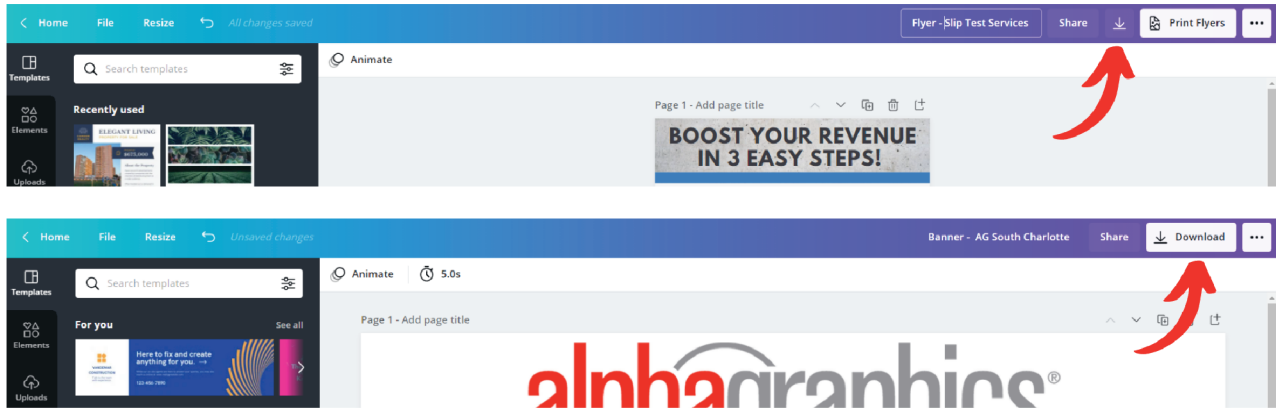 Home File Resize All changes saved Flyer - Slip Test Services Share Print Flyers
Animate
Templates
Search templates
Page 1 - Add page title
Recently used
Elements
ELEGANT LIVING
BOOST YOUR REVENUE
IN 3 EASY STEPS!
Uploads
Home File Resize Unsaved changes Banner - AG South Charlotte Share Download
Animate 5.0s
Templates
Search templates
Page 1 - Add page title
For you See all
Elements
Here to fix and create
anything for you.
Uploads
alphagraphics®